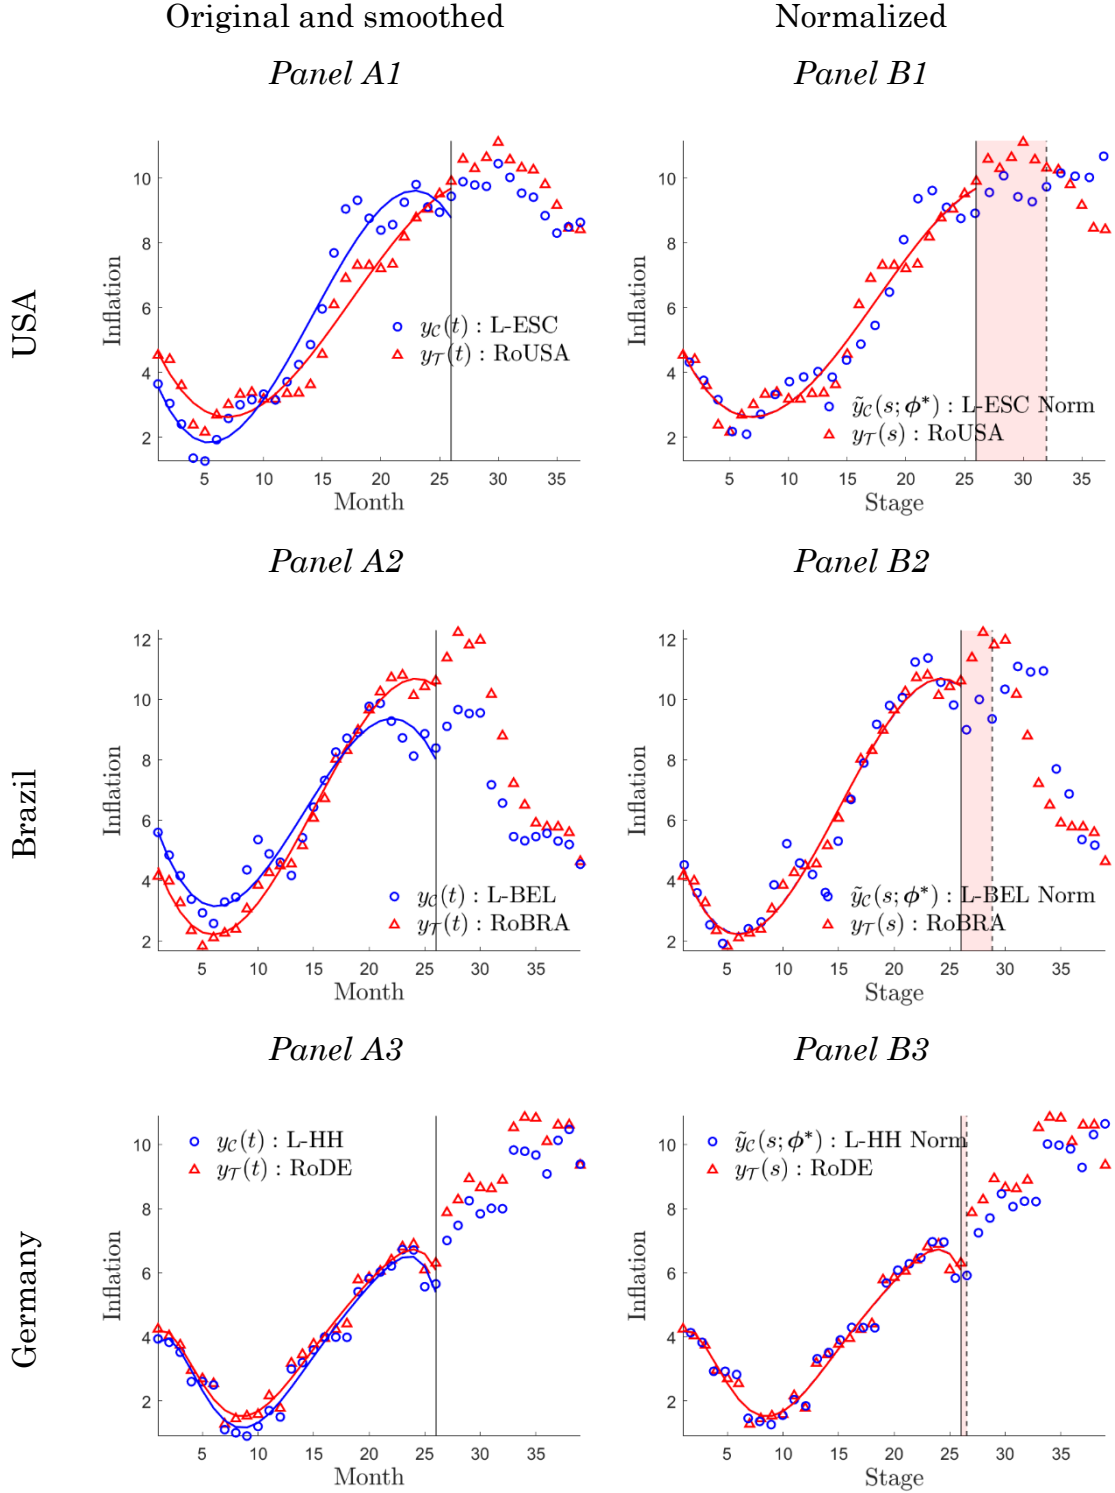 Original and smoothed
Normalized
Panel A1
Panel B1
USA
Inflation
10
8
6
4
2
5 10 15 20 25 30 35
Month
y_C(t) : L-ESC
y_T(t) : RoUSA
Inflation
10
8
6
4
2
5 10 15 20 25 30 35
Stage
ỹ_C(s; ϕ*) : L-ESC Norm
y_T(s) : RoUSA
Panel A2
Panel B2
Brazil
Inflation
12
10
8
6
4
2
5 10 15 20 25 30 35
Month
y_C(t) : L-BEL
y_T(t) : RoBRA
Inflation
12
10
8
6
4
2
5 10 15 20 25 30 35
Stage
ỹ_C(s; ϕ*) : L-BEL Norm
y_T(s) : RoBRA
Panel A3
Panel B3
Germany
Inflation
10
8
6
4
2
5 10 15 20 25 30 35
Month
y_C(t) : L-HH
y_T(t) : RoDE
Inflation
10
8
6
4
2
5 10 15 20 25 30 35
Stage
ỹ_C(s; ϕ*) : L-HH Norm
y_T(s) : RoDE